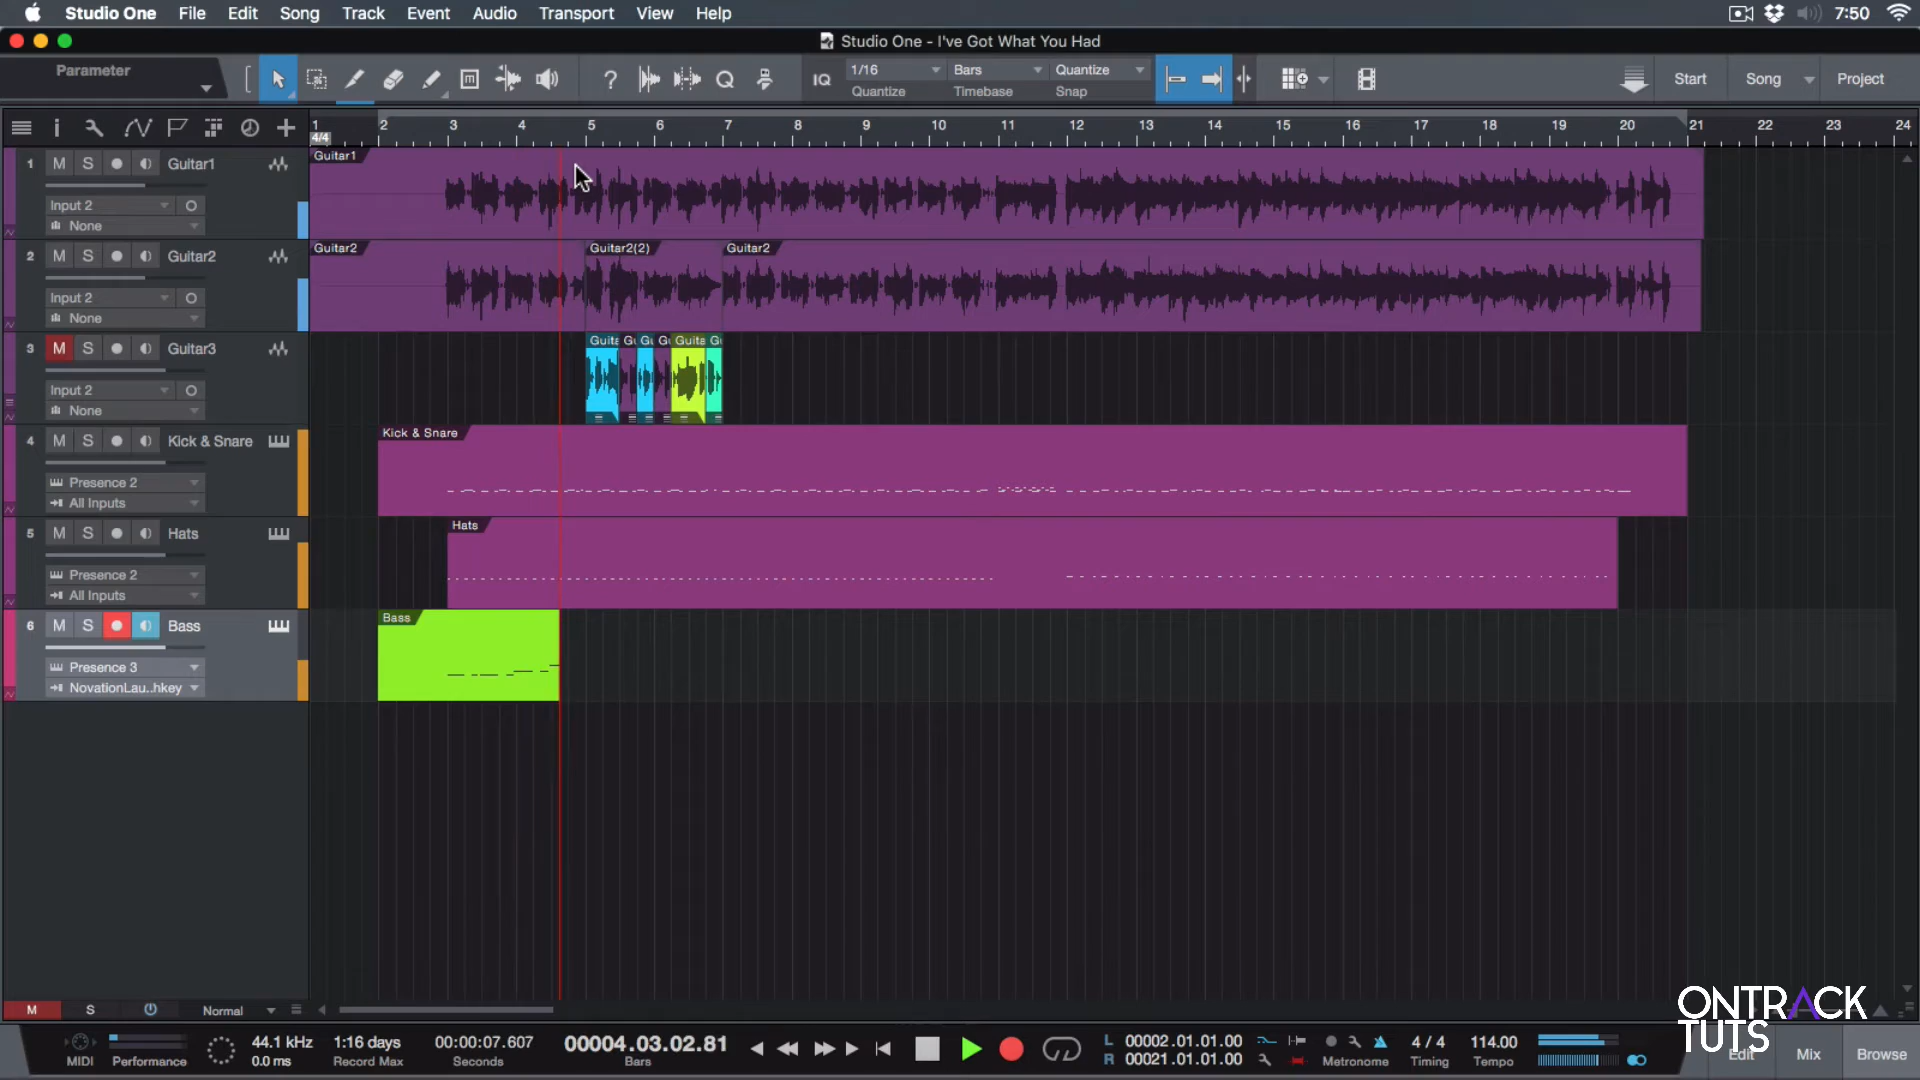 Studio One File Edit Song Track Event Audio Transport View Help 7:50
Studio One - I've Got What You Had
Parameter
IQ 1/16 Bars Quantize
Quantize Timebase Snap
Start Song Project
1 2 3 4 5 6 7 8 9 10 11 12 13 14 15 16 17 18 19 20 21 22 23 24
4/4
1 M S Guitar1
Input 2
None
Guitar1
2 M S Guitar2
Input 2
None
Guitar2 Guitar2(2) Guitar2
3 M S Guitar3
Input 2
None
4 M S Kick & Snare
Presence 2
All Inputs
Kick & Snare
5 M S Hats
Presence 2
All Inputs
Hats
6 M S Bass
Presence 3
NovationLau..hkey
Bass
M S Normal
ONTRACK
TUTS
MIDI Performance
44.1 kHz
0.0 ms
1:16 days
Record Max
00:00:07.607
Seconds
00004.03.02.81
Bars
L 00002.01.01.00
R 00021.01.01.00
Metronome
4 / 4
Timing
114.00
Tempo
Edit Mix Browse